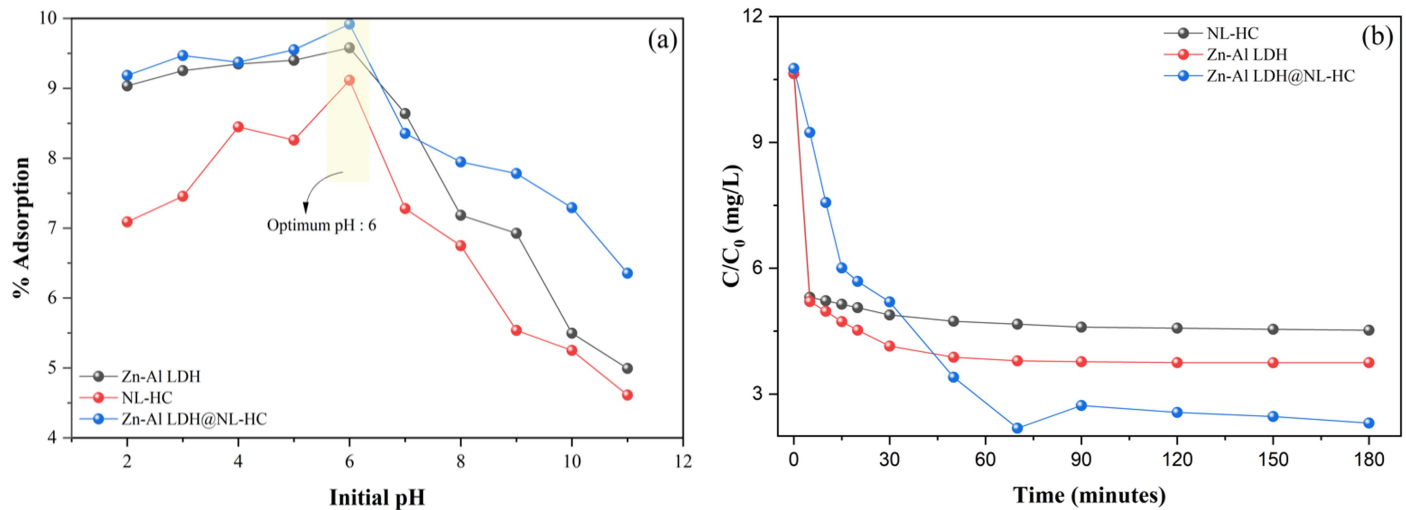 (a)
% Adsorption
10
9
8
7
6
5
4
Optimum pH : 6
Zn-Al LDH
NL-HC
Zn-Al LDH@NL-HC
2
4
6
8
10
12
Initial pH
(b)
C/C₀ (mg/L)
12
9
6
3
NL-HC
Zn-Al LDH
Zn-Al LDH@NL-HC
0
30
60
90
120
150
180
Time (minutes)